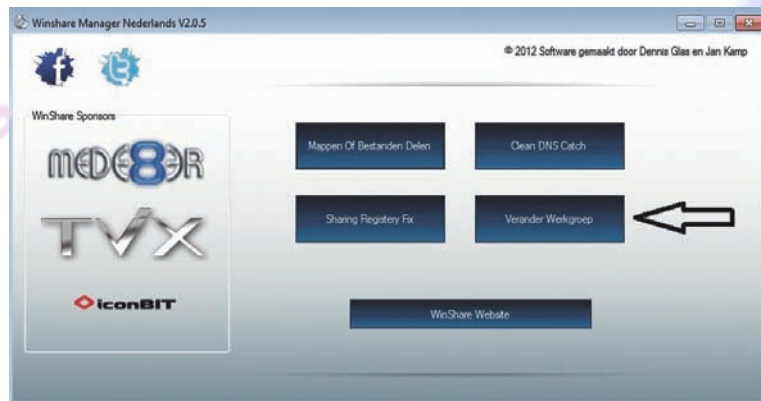 Winshare Manager Nederlands V2.0.5
© 2012 Software gemaakt door Dennis Glas en Jan Kamp
WinShare Sponsors
MEDE8ER
TVX
iconBIT
Mappen Of Bestanden Delen
Clean DNS Catch
Sharing Registery Fix
Verander Werkgroep
WinShare Website